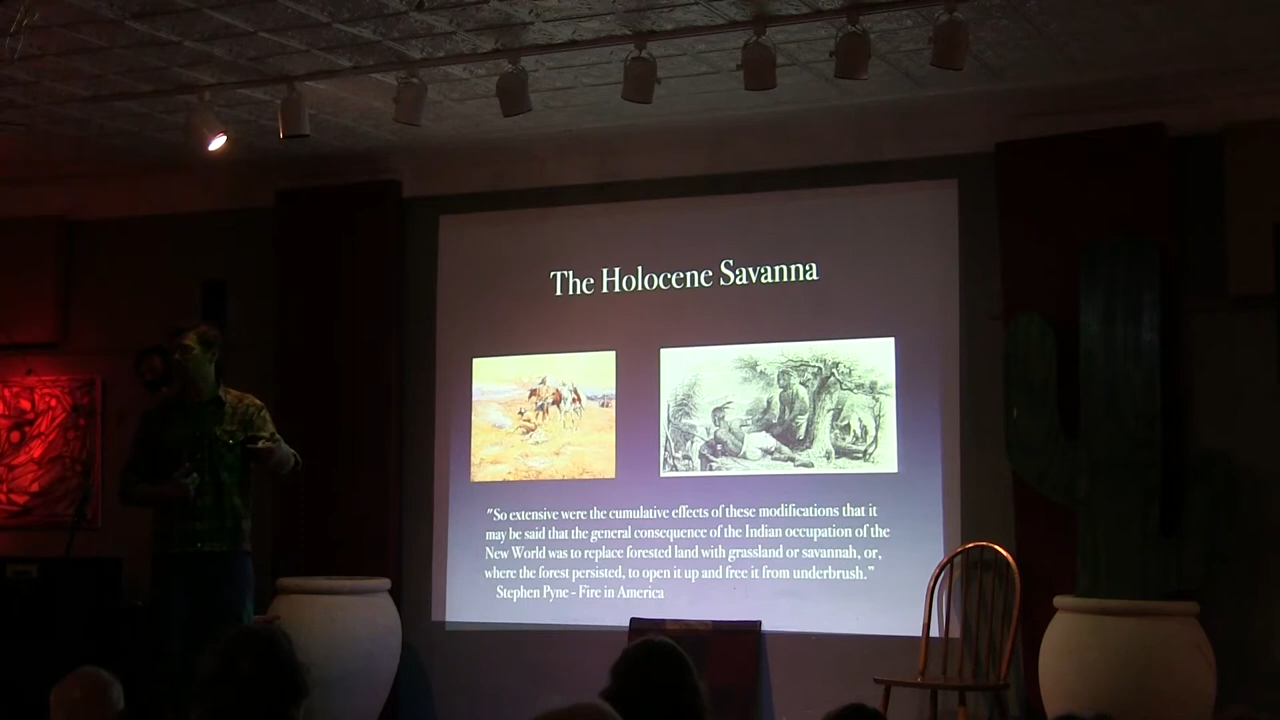 The Holocene Savanna
"So extensive were the cumulative effects of these modifications that it
may be said that the general consequence of the Indian occupation of the
New World was to replace forested land with grassland or savannah, or,
where the forest persisted, to open it up and free it from underbrush."
Stephen Pyne - Fire in America